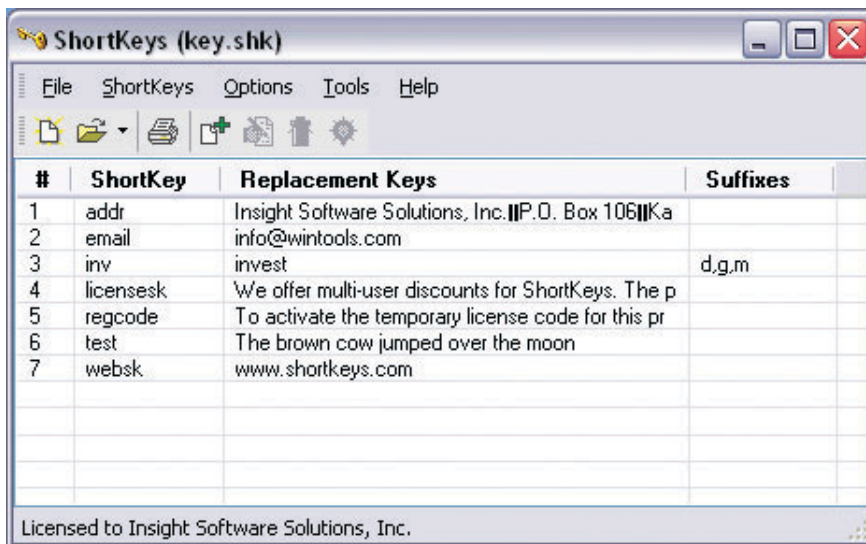 ShortKeys (key.shk)
File ShortKeys Options Tools Help
# ShortKey Replacement Keys Suffixes
1 addr Insight Software Solutions, Inc.‖P.O. Box 106‖Ka
2 email info@wintools.com
3 inv invest d,g,m
4 licensesk We offer multi-user discounts for ShortKeys. The p
5 regcode To activate the temporary license code for this pr
6 test The brown cow jumped over the moon
7 websk www.shortkeys.com
Licensed to Insight Software Solutions, Inc.